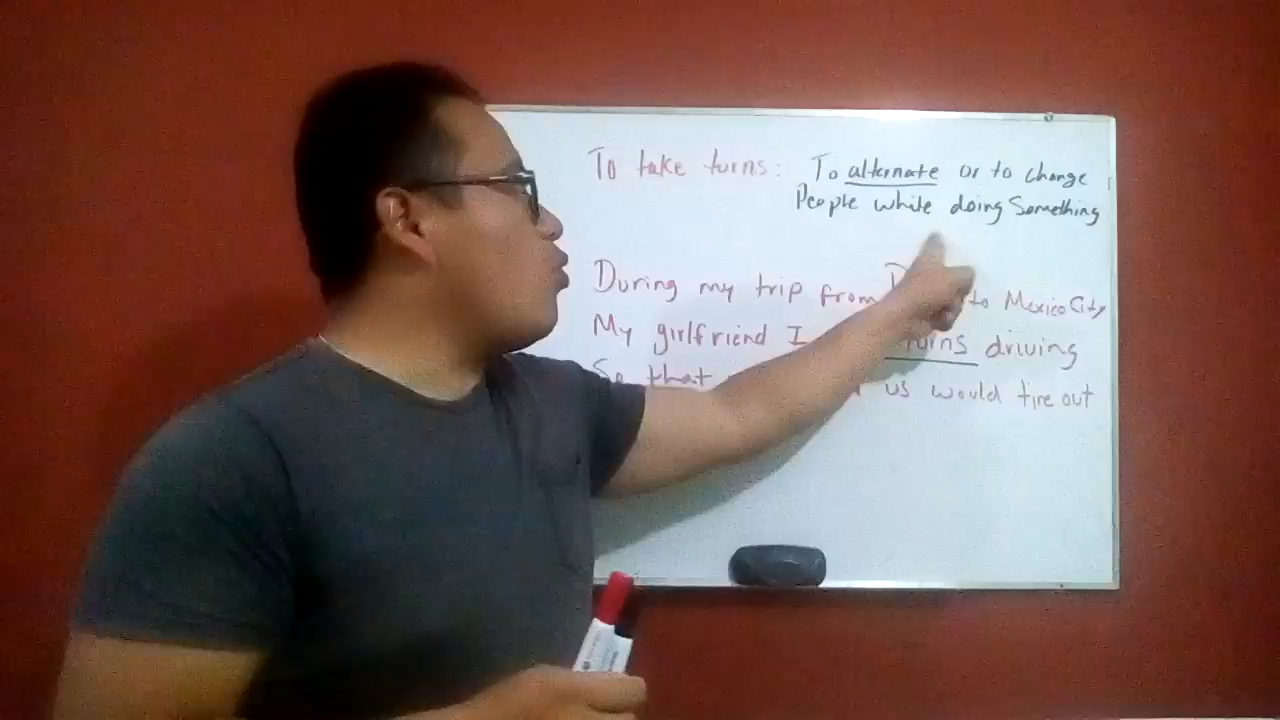 To take turns: To alternate or to change
People while doing Something
During my trip from to Mexico City
My girlfriend I turns driving
So that us would tire out